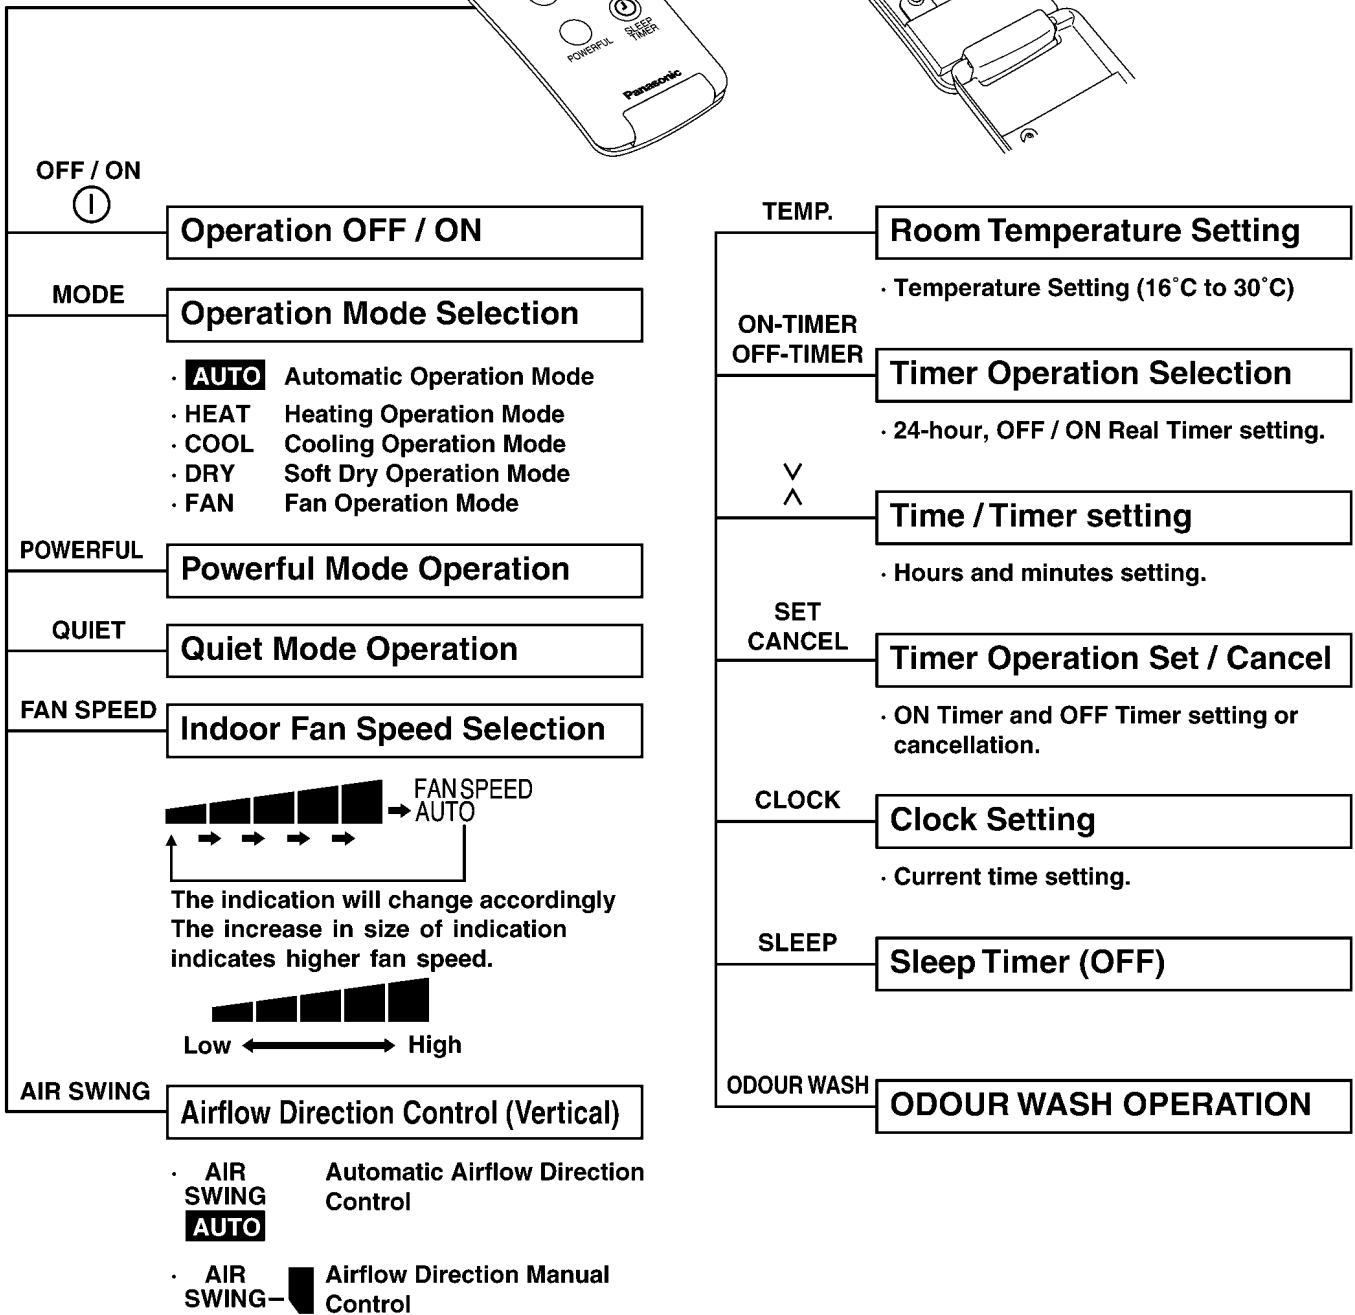 POWERFUL
SLEEP
TIMER
Panasonic
OFF / ON
Operation OFF / ON
MODE
Operation Mode Selection
· AUTO Automatic Operation Mode
· HEAT Heating Operation Mode
· COOL Cooling Operation Mode
· DRY Soft Dry Operation Mode
· FAN Fan Operation Mode
POWERFUL
Powerful Mode Operation
QUIET
Quiet Mode Operation
FAN SPEED
Indoor Fan Speed Selection
FAN SPEED
AUTO
The indication will change accordingly
The increase in size of indication
indicates higher fan speed.
Low High
AIR SWING
Airflow Direction Control (Vertical)
· AIR Automatic Airflow Direction
SWING Control
AUTO
· AIR Airflow Direction Manual
SWING– Control
TEMP.
Room Temperature Setting
· Temperature Setting (16˚C to 30˚C)
ON-TIMER
OFF-TIMER
Timer Operation Selection
· 24-hour, OFF / ON Real Timer setting.
Time / Timer setting
· Hours and minutes setting.
SET
CANCEL
Timer Operation Set / Cancel
· ON Timer and OFF Timer setting or
cancellation.
CLOCK
Clock Setting
· Current time setting.
SLEEP
Sleep Timer (OFF)
ODOUR WASH
ODOUR WASH OPERATION